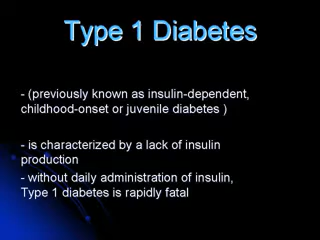 Type 1 Diabetes
- (previously known as insulin-dependent,
childhood-onset or juvenile diabetes )
- is characterized by a lack of insulin
production
- without daily administration of insulin,
Type 1 diabetes is rapidly fatal